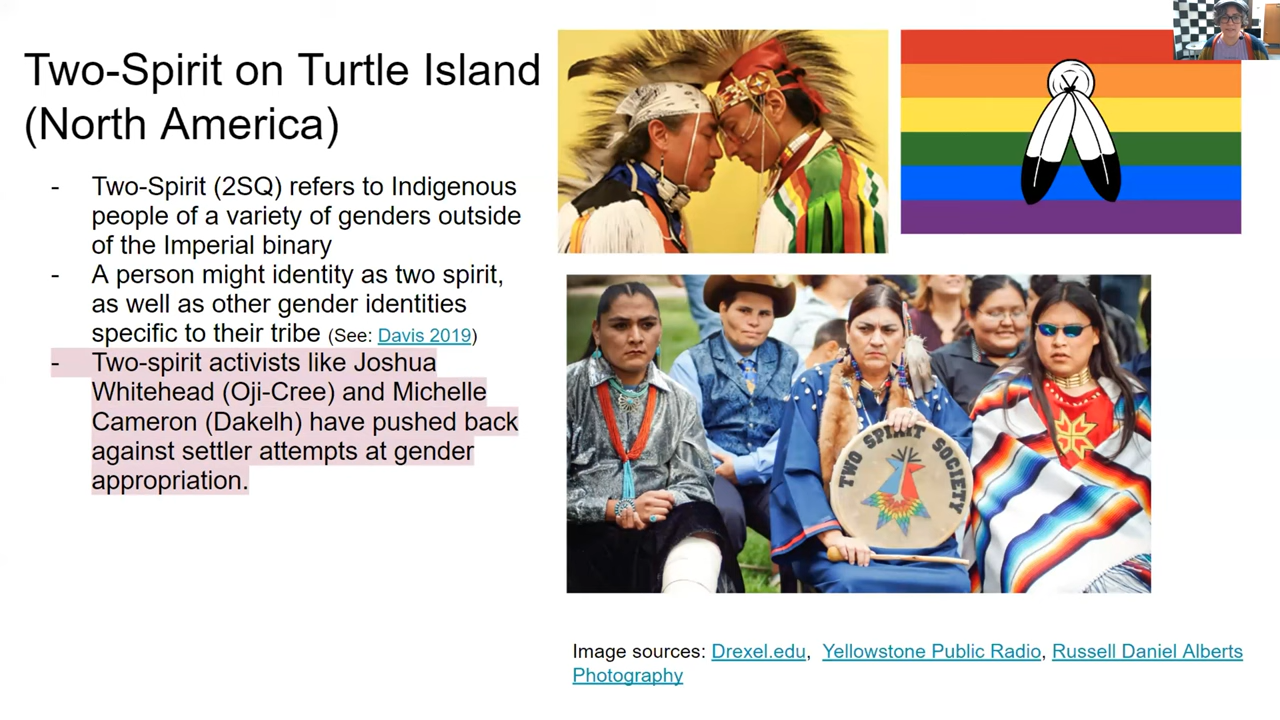 Two-Spirit on Turtle Island
(North America)
- Two-Spirit (2SQ) refers to Indigenous
people of a variety of genders outside
of the Imperial binary
- A person might identity as two spirit,
as well as other gender identities
specific to their tribe (See: Davis 2019)
- Two-spirit activists like Joshua
Whitehead (Oji-Cree) and Michelle
Cameron (Dakelh) have pushed back
against settler attempts at gender
appropriation.
TWO SPIRIT SOCIETY
Image sources: Drexel.edu, Yellowstone Public Radio, Russell Daniel Alberts
Photography